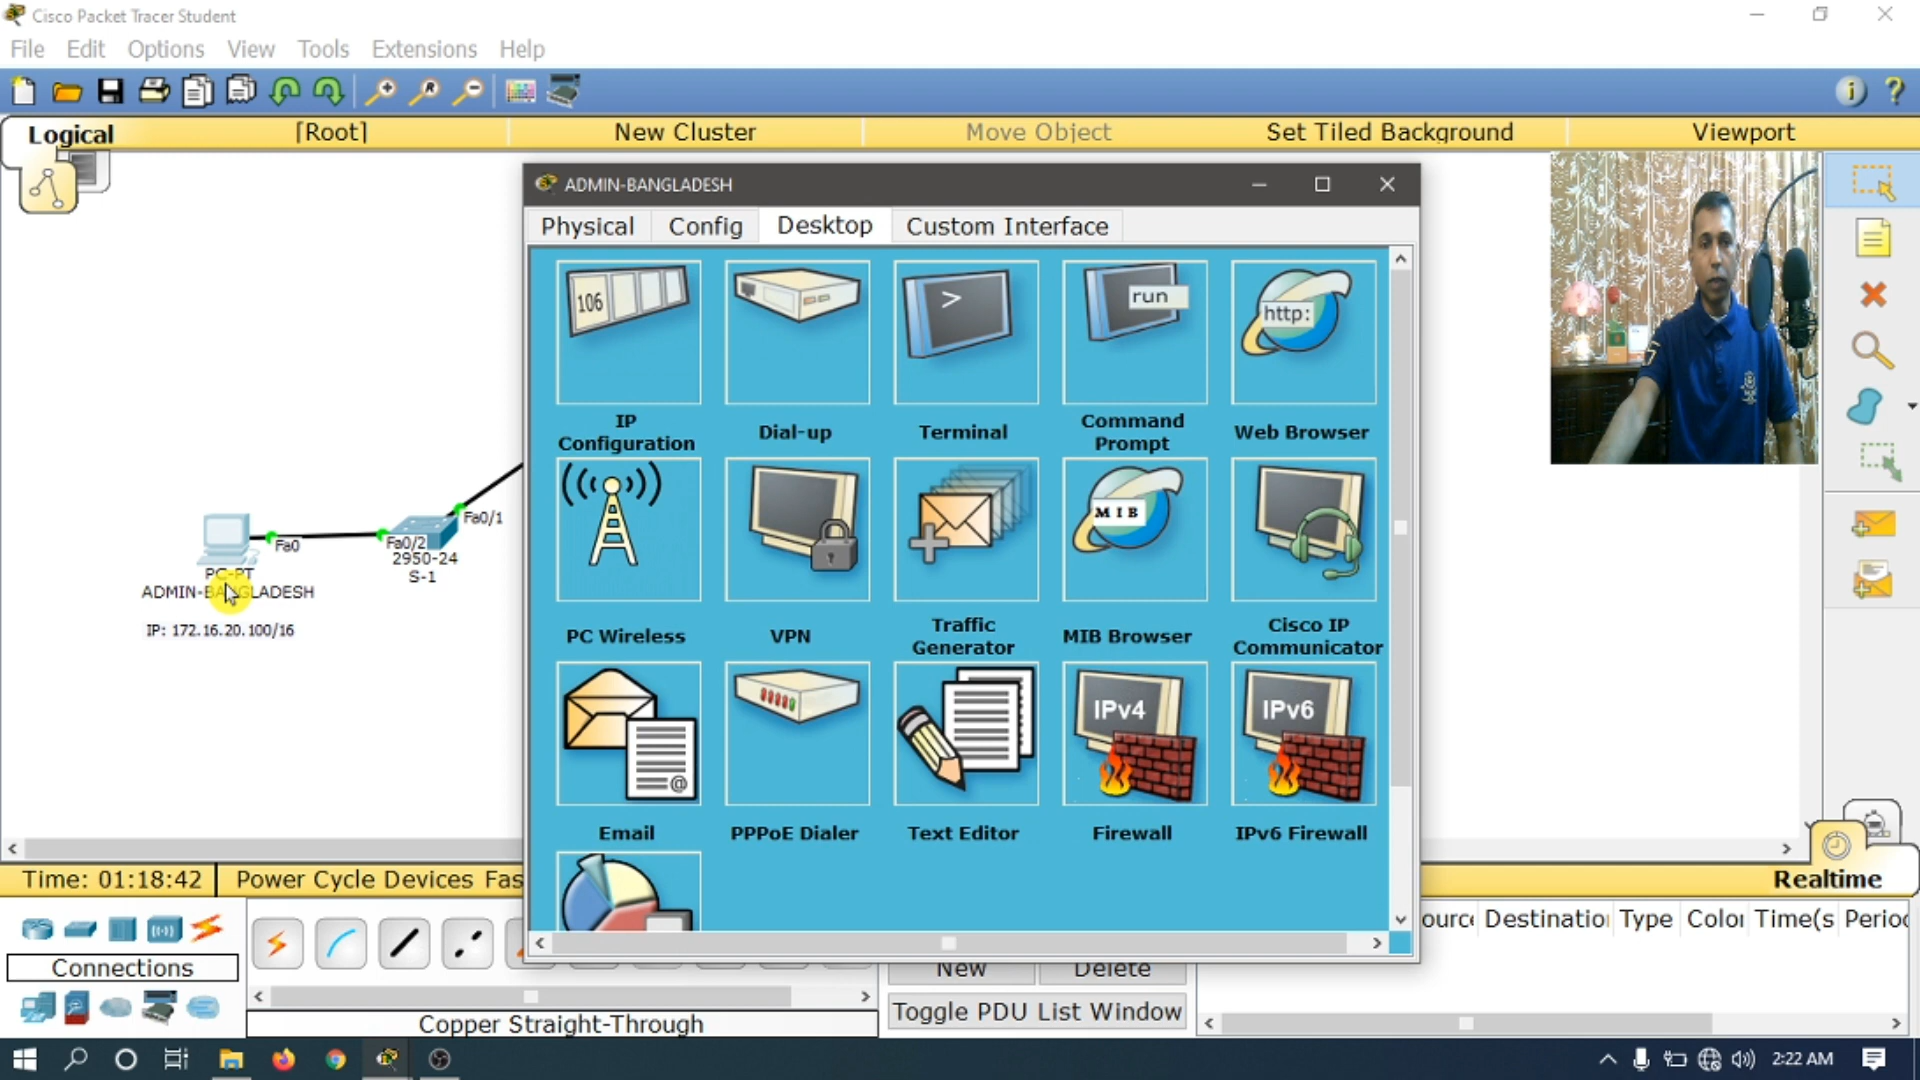 Cisco Packet Tracer Student
File Edit Options View Tools Extensions Help
Logical [Root] New Cluster Move Object Set Tiled Background Viewport
ADMIN-BANGLADESH
Physical Config Desktop Custom Interface
106
>
run
http:
IP Configuration
Dial-up
Terminal
Command Prompt
Web Browser
MIB
PC Wireless
VPN
Traffic Generator
MIB Browser
Cisco IP Communicator
@
IPv4
IPv6
Email
PPPoE Dialer
Text Editor
Firewall
IPv6 Firewall
Fa0/1
Fa0
Fa0/2
2950-24
S-1
PC-PT
ADMIN-BANGLADESH
IP: 172.16.20.100/16
Time: 01:18:42 Power Cycle Devices Fas
Realtime
ource Destination Type Color Time(s Periodic
Connections
New Delete
Toggle PDU List Window
Copper Straight-Through
2:22 AM